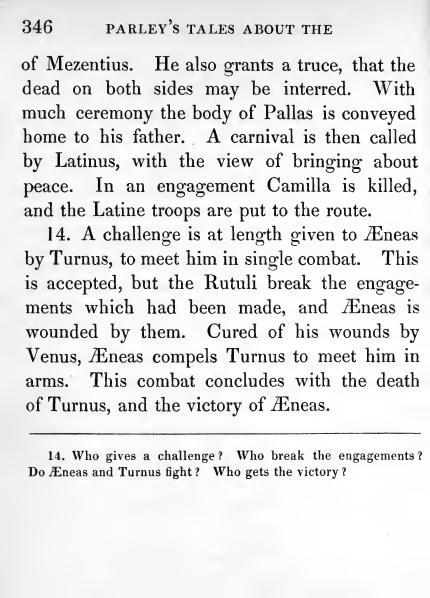 346 PARLEY'S TALES ABOUT THE
of Mezentius. He also grants a truce, that the
dead on both sides may be interred. With
much ceremony the body of Pallas is conveyed
home to his father. A carnival is then called
by Latinus, with the view of bringing about
peace. In an engagement Camilla is killed,
and the Latine troops are put to the route.
14. A challenge is at length given to Æneas
by Turnus, to meet him in single combat. This
is accepted, but the Rutuli break the engage-
ments which had been made, and Æneas is
wounded by them. Cured of his wounds by
Venus, Æneas compels Turnus to meet him in
arms. This combat concludes with the death
of Turnus, and the victory of Æneas.
14. Who gives a challenge? Who break the engagements?
Do Æneas and Turnus fight? Who gets the victory?